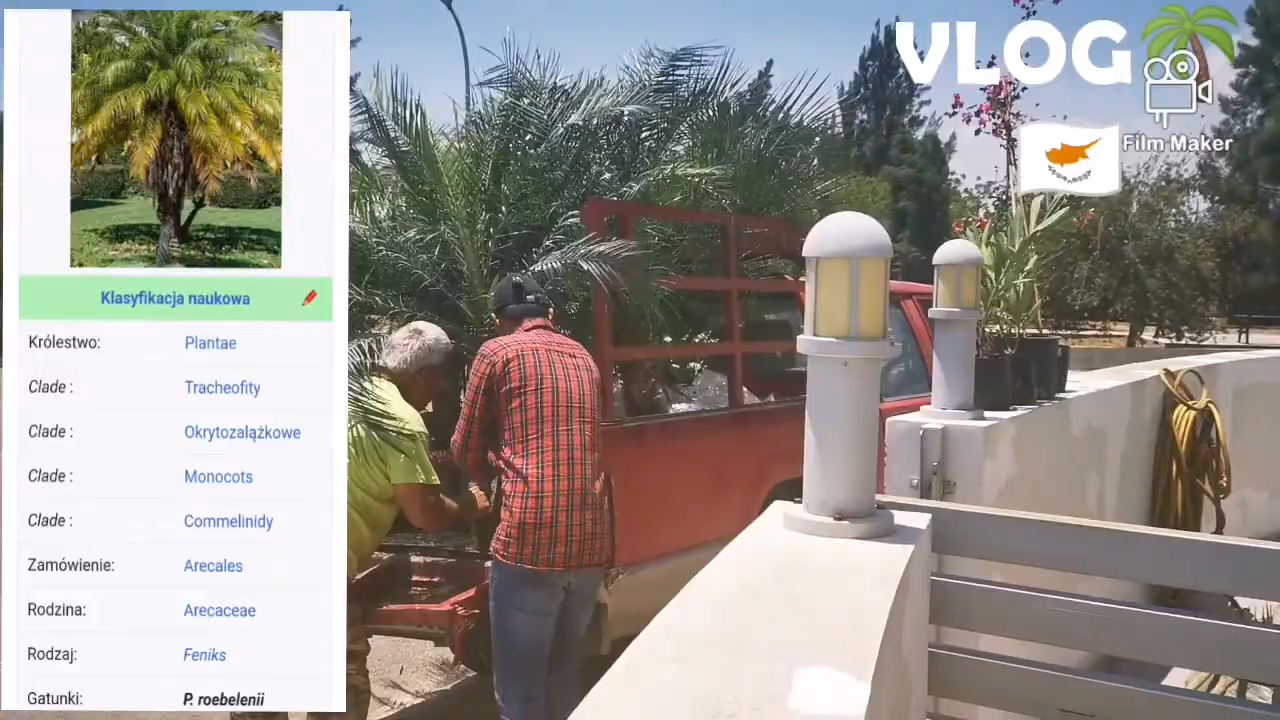 Klasyfikacja naukowa
Królestwo: Plantae
Clade : Tracheofity
Clade : Okrytozalążkowe
Clade : Monocots
Clade : Commelinidy
Zamówienie: Arecales
Rodzina: Arecaceae
Rodzaj: Feniks
Gatunki: P. roebelenii
VLOG
Film Maker